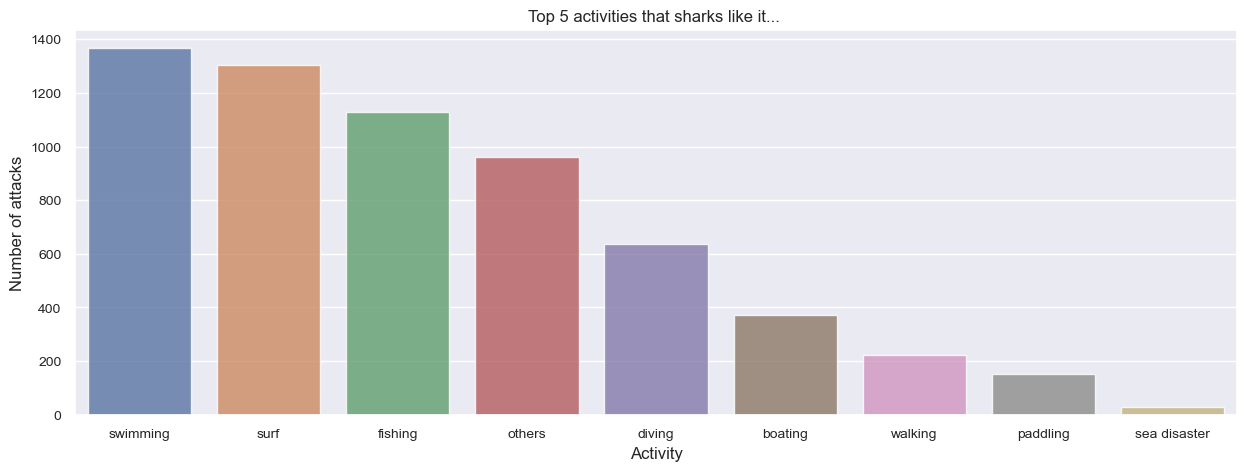 Top 5 activities that sharks like it...
Number of attacks
1400
1200
1000
800
600
400
200
0
swimming surf fishing others diving boating walking paddling sea disaster
Activity